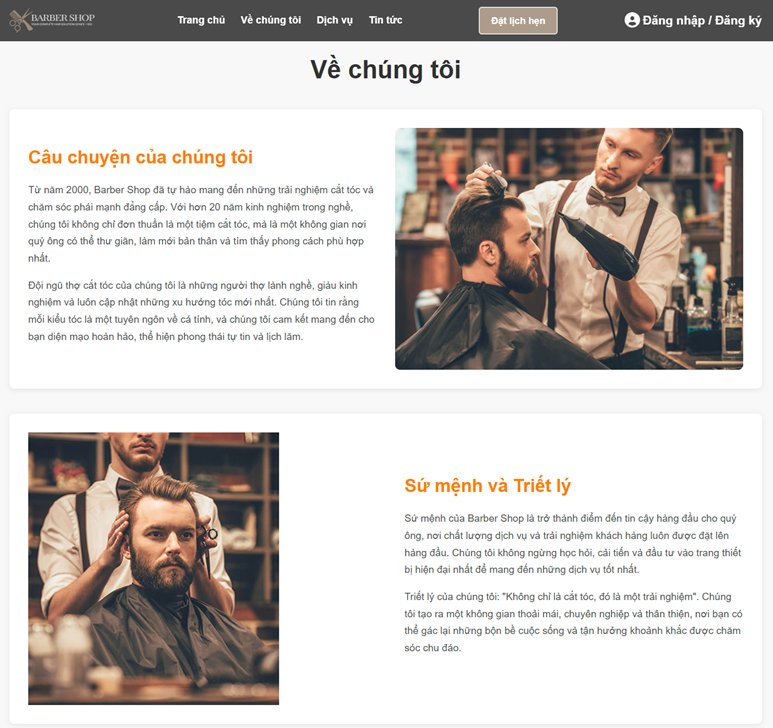 BARBER SHOP
Trang chủ
Về chúng tôi
Dịch vụ
Tin tức
Đặt lịch hẹn
Đăng nhập / Đăng ký
Về chúng tôi
Câu chuyện của chúng tôi
Từ năm 2000, Barber Shop đã tự hào mang đến những trải nghiệm cắt tóc và
chăm sóc phái mạnh đẳng cấp. Với hơn 20 năm kinh nghiệm trong nghề,
chúng tôi không chỉ đơn thuần là một tiệm cắt tóc, mà là một không gian nơi
quý ông có thể thư giãn, làm mới bản thân và tìm thấy phong cách phù hợp
nhất.
Đội ngũ thợ cắt tóc của chúng tôi là những người thợ lành nghề, giàu kinh
nghiệm và luôn cập nhật những xu hướng tóc mới nhất. Chúng tôi tin rằng
mỗi kiểu tóc là một tuyên ngôn về cá tính, và chúng tôi cam kết mang đến cho
bạn diện mạo hoàn hảo, thể hiện phong thái tự tin và lịch lãm.
Sứ mệnh và Triết lý
Sứ mệnh của Barber Shop là trở thành điểm đến tin cậy hàng đầu cho quý
ông, nơi chất lượng dịch vụ và trải nghiệm khách hàng luôn được đặt lên
hàng đầu. Chúng tôi không ngừng học hỏi, cải tiến và đầu tư vào trang thiết
bị hiện đại nhất để mang đến những dịch vụ tốt nhất.
Triết lý của chúng tôi: "Không chỉ là cắt tóc, đó là một trải nghiệm". Chúng
tôi tạo ra một không gian thoải mái, chuyên nghiệp và thân thiện, nơi bạn có
thể gác lại những bộn bề cuộc sống và tận hưởng khoảnh khắc được chăm
sóc chu đáo.